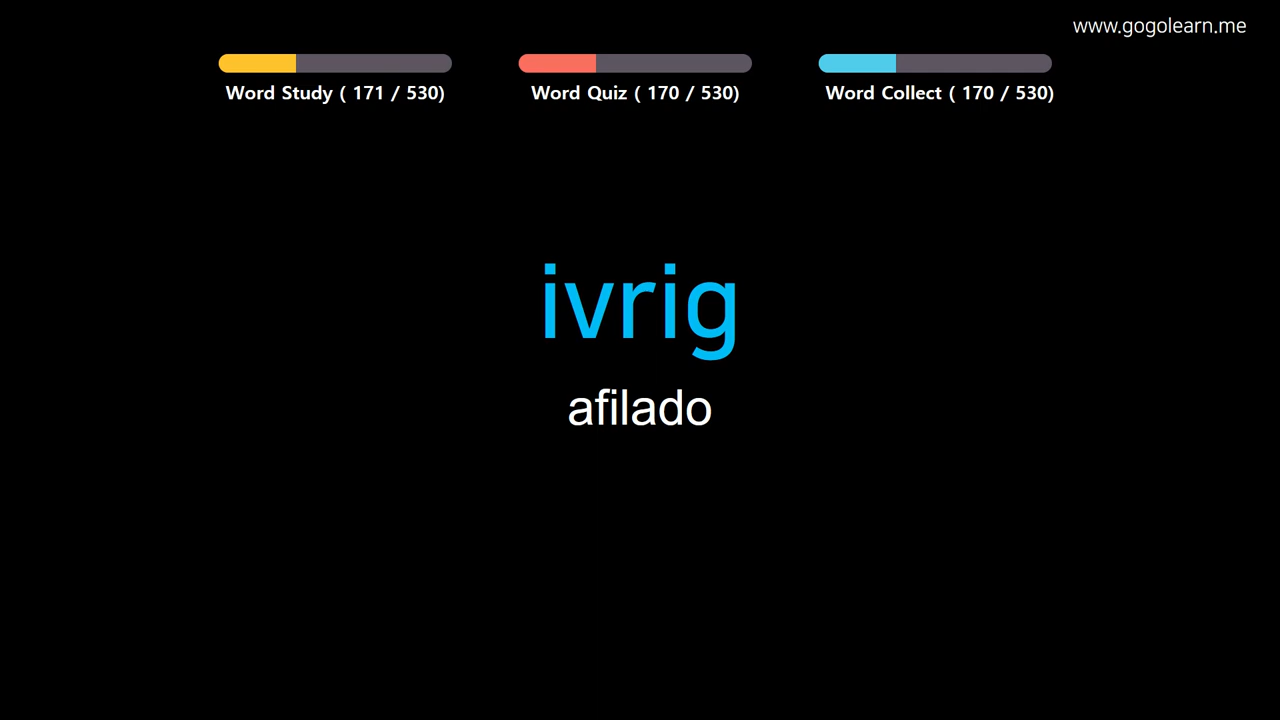 www.gogolearn.me
Word Study ( 171 / 530)
Word Quiz ( 170 / 530)
Word Collect ( 170 / 530)
ivrig
afilado